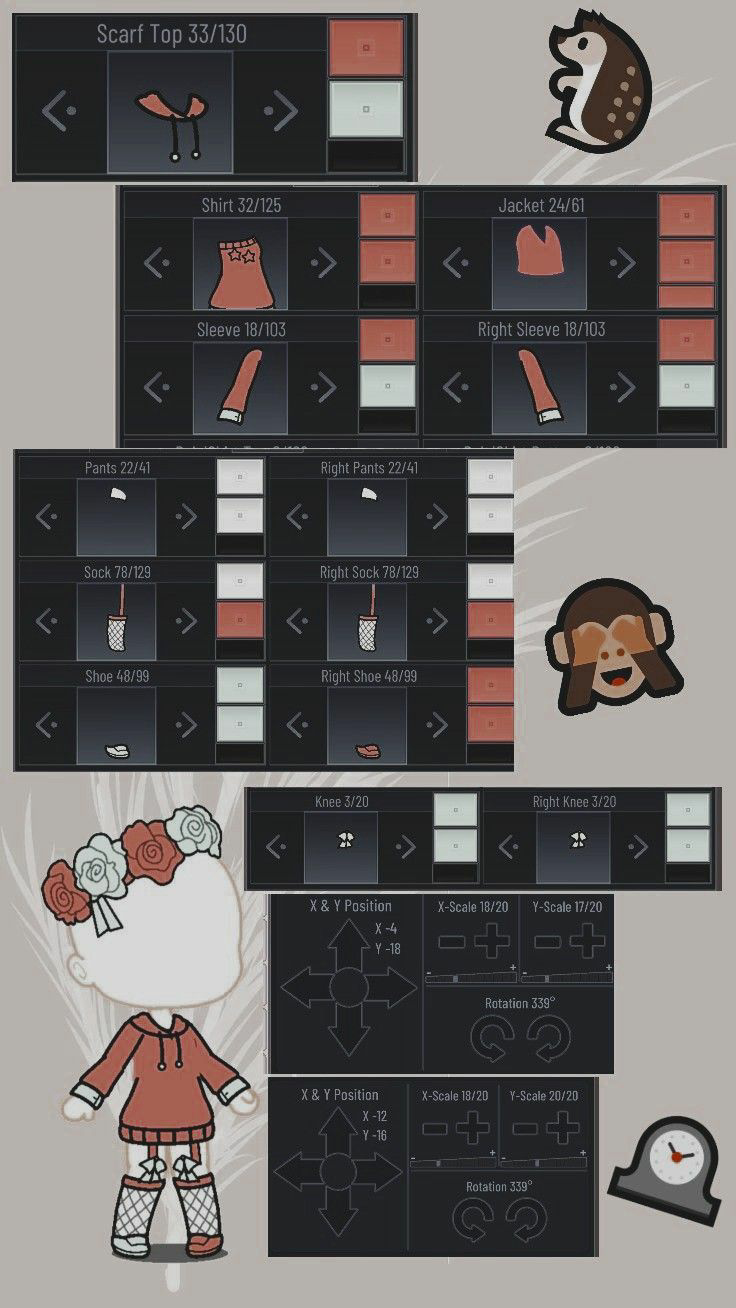 Scarf Top 33/130
Shirt 32/125
Jacket 24/61
Sleeve 18/103
Right Sleeve 18/103
Pants 22/41
Right Pants 22/41
Sock 78/129
Right Sock 78/129
Shoe 48/99
Right Shoe 48/99
Knee 3/20
Right Knee 3/20
X & Y Position
X -4
Y -18
X-Scale 18/20
Y-Scale 17/20
- +
- +
Rotation 339°
X & Y Position
X -12
Y -16
X-Scale 18/20
Y-Scale 20/20
- +
- +
Rotation 339°